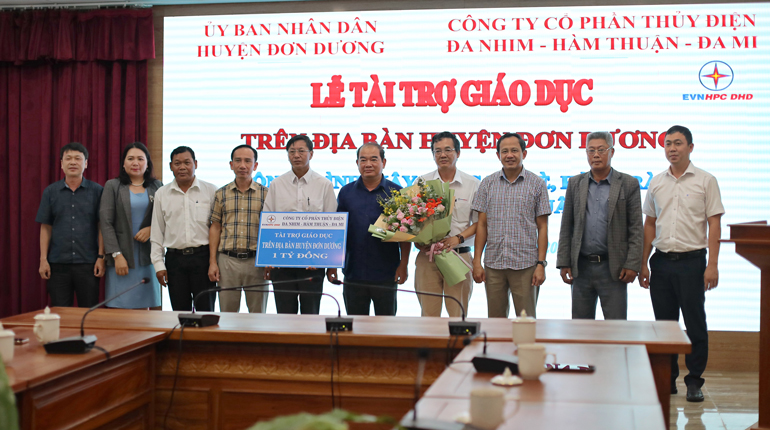 ỦY BAN NHÂN DÂN
HUYỆN ĐƠN DƯƠNG
CÔNG TY CỔ PHẦN THỦY ĐIỆN
ĐA NHIM - HÀM THUẬN - ĐA MI
LỄ TÀI TRỢ GIÁO DỤC
EVNHPC DHD
TRÊN ĐỊA BÀN HUYỆN ĐƠN DƯƠNG
CÔNG TY CỔ PHẦN THỦY ĐIỆN
ĐA NHIM - HÀM THUẬN - ĐA MI
TÀI TRỢ GIÁO DỤC
TRÊN ĐỊA BÀN HUYỆN ĐƠN DƯƠNG
1 TỶ ĐỒNG